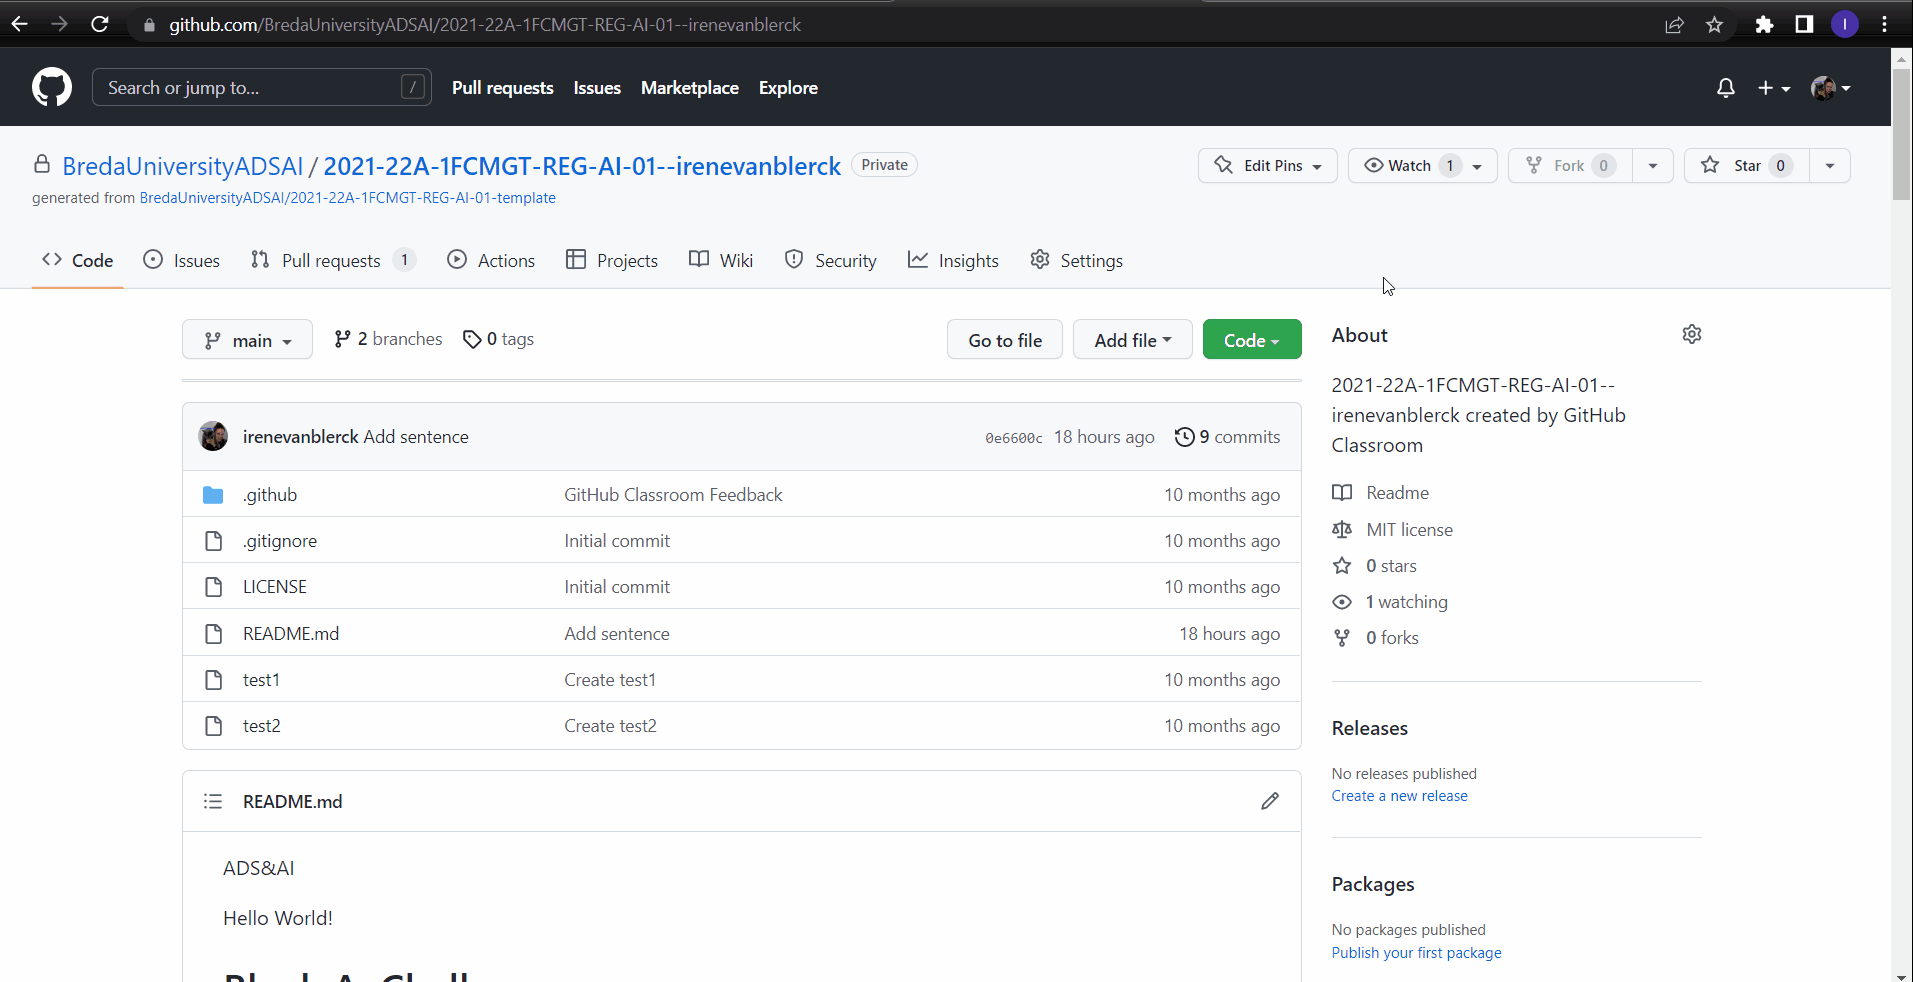 github.com/BredaUniversityADSAI/2021-22A-1FCMGT-REG-AI-01--irenevanblerck
I
Search or jump to... /
Pull requests Issues Marketplace Explore
BredaUniversityADSAI / 2021-22A-1FCMGT-REG-AI-01--irenevanblerck Private
Edit Pins Watch 1 Fork 0 Star 0
generated from BredaUniversityADSAI/2021-22A-1FCMGT-REG-AI-01-template
Code Issues Pull requests 1 Actions Projects Wiki Security Insights Settings
main 2 branches 0 tags Go to file Add file Code
irenevanblerck Add sentence 0e6600c 18 hours ago 9 commits
.github GitHub Classroom Feedback 10 months ago
.gitignore Initial commit 10 months ago
LICENSE Initial commit 10 months ago
README.md Add sentence 18 hours ago
test1 Create test1 10 months ago
test2 Create test2 10 months ago
README.md
ADS&AI
Hello World!
About
2021-22A-1FCMGT-REG-AI-01--
irenevanblerck created by GitHub
Classroom
Readme
MIT license
0 stars
1 watching
0 forks
Releases
No releases published
Create a new release
Packages
No packages published
Publish your first package